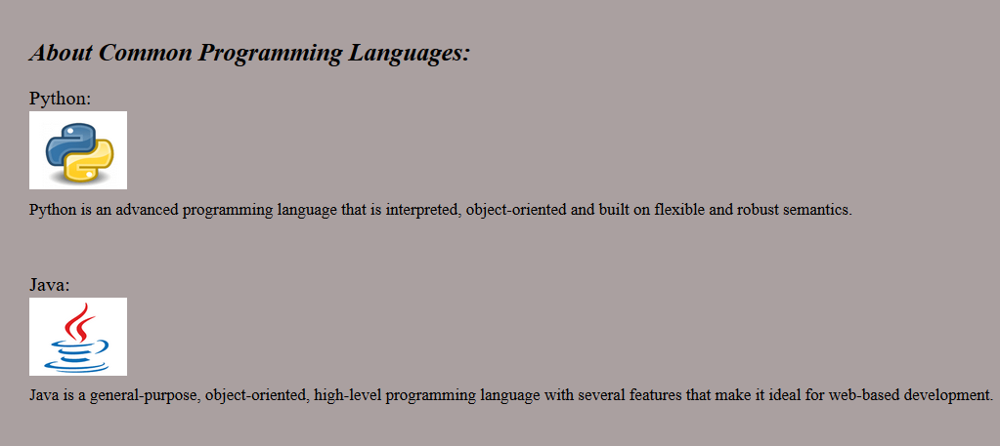 About Common Programming Languages:
Python:
Python is an advanced programming language that is interpreted, object-oriented and built on flexible and robust semantics.
Java:
Java is a general-purpose, object-oriented, high-level programming language with several features that make it ideal for web-based development.